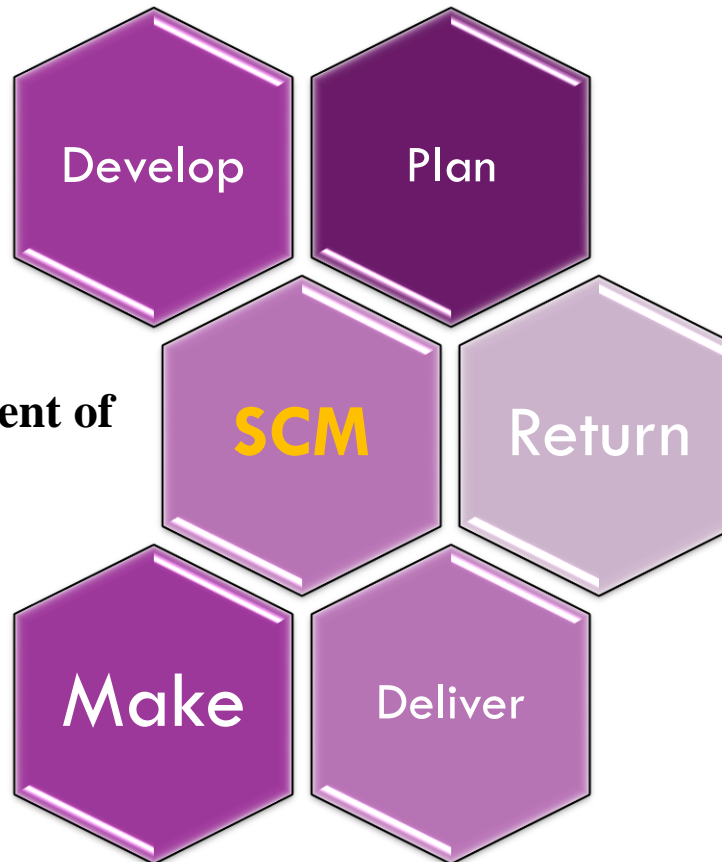 Develop
Plan
ent of
SCM
Return
Make
Deliver